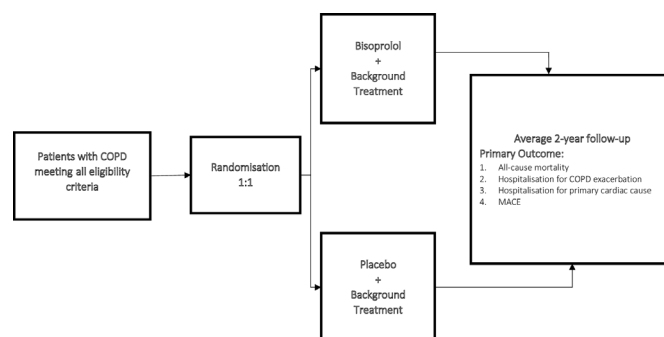 Patients with COPD
meeting all eligibility
criteria
Randomisation
1:1
Bisoprolol
+
Background
Treatment
Placebo
+
Background
Treatment
Average 2-year follow-up
Primary Outcome:
1. All-cause mortality
2. Hospitalisation for COPD exacerbation
3. Hospitalisation for primary cardiac cause
4. MACE